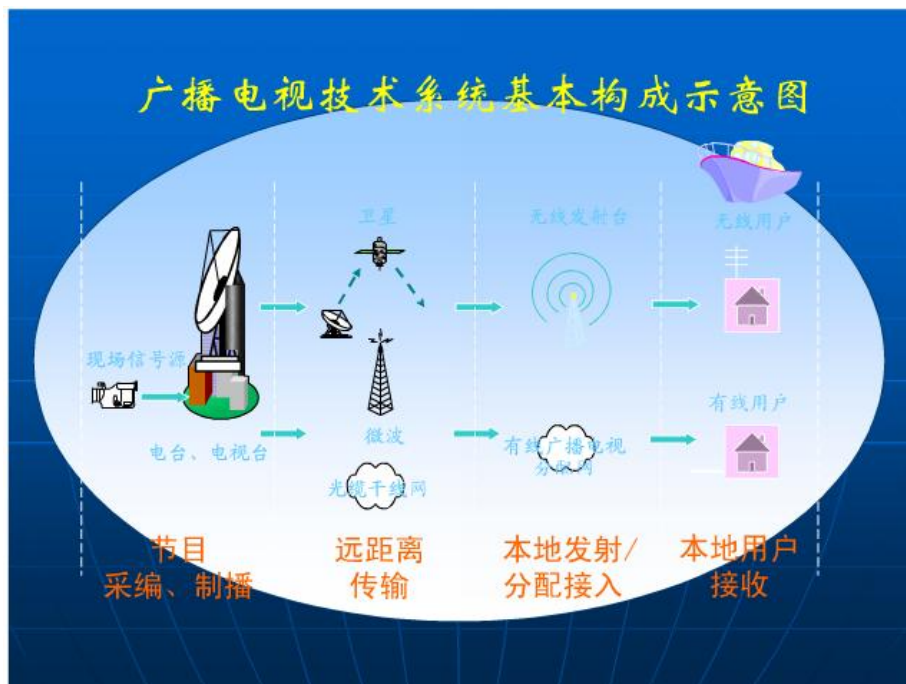 广播电视技术系统基本构成示意图
卫星
无线发射台
无线用户
现场信号源
电台、电视台
微波
光缆干线网
有线广播电视
分配网
有线用户
节目
采编、制播
远距离
传输
本地发射/
分配接入
本地用户
接收